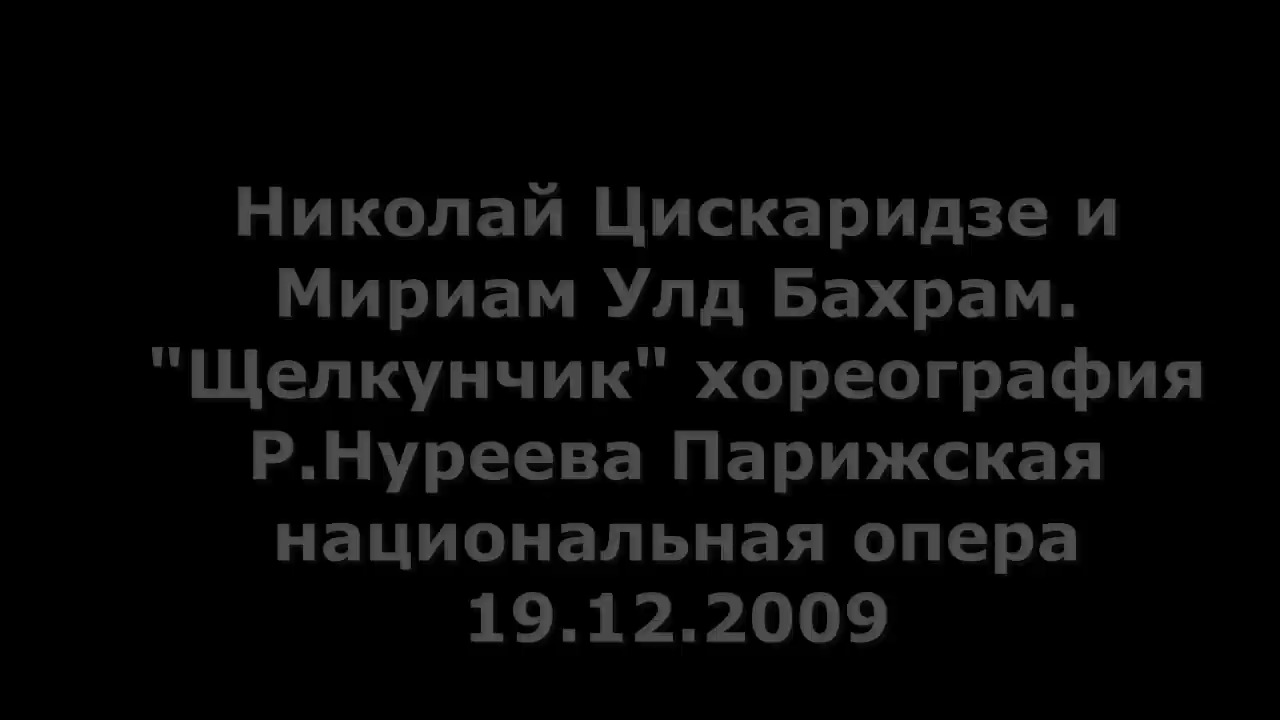 Николай Цискаридзе и
Мириам Улд Бахрам.
"Щелкунчик" хореография
Р.Нуреева Парижская
национальная опера
19.12.2009